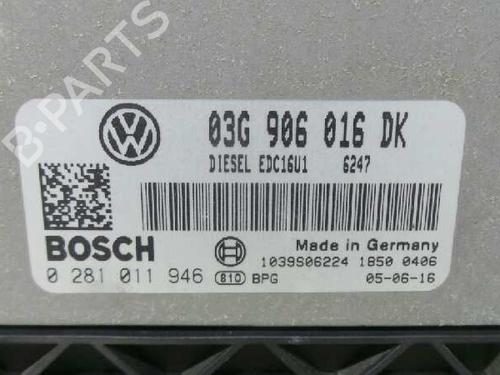 B-PARTS
03G 906 016 DK
DIESEL EDC16U1 6247
BOSCH
Made in Germany
1039S06224 1850 0406
0 281 011 946 810 BPG 05-06-16